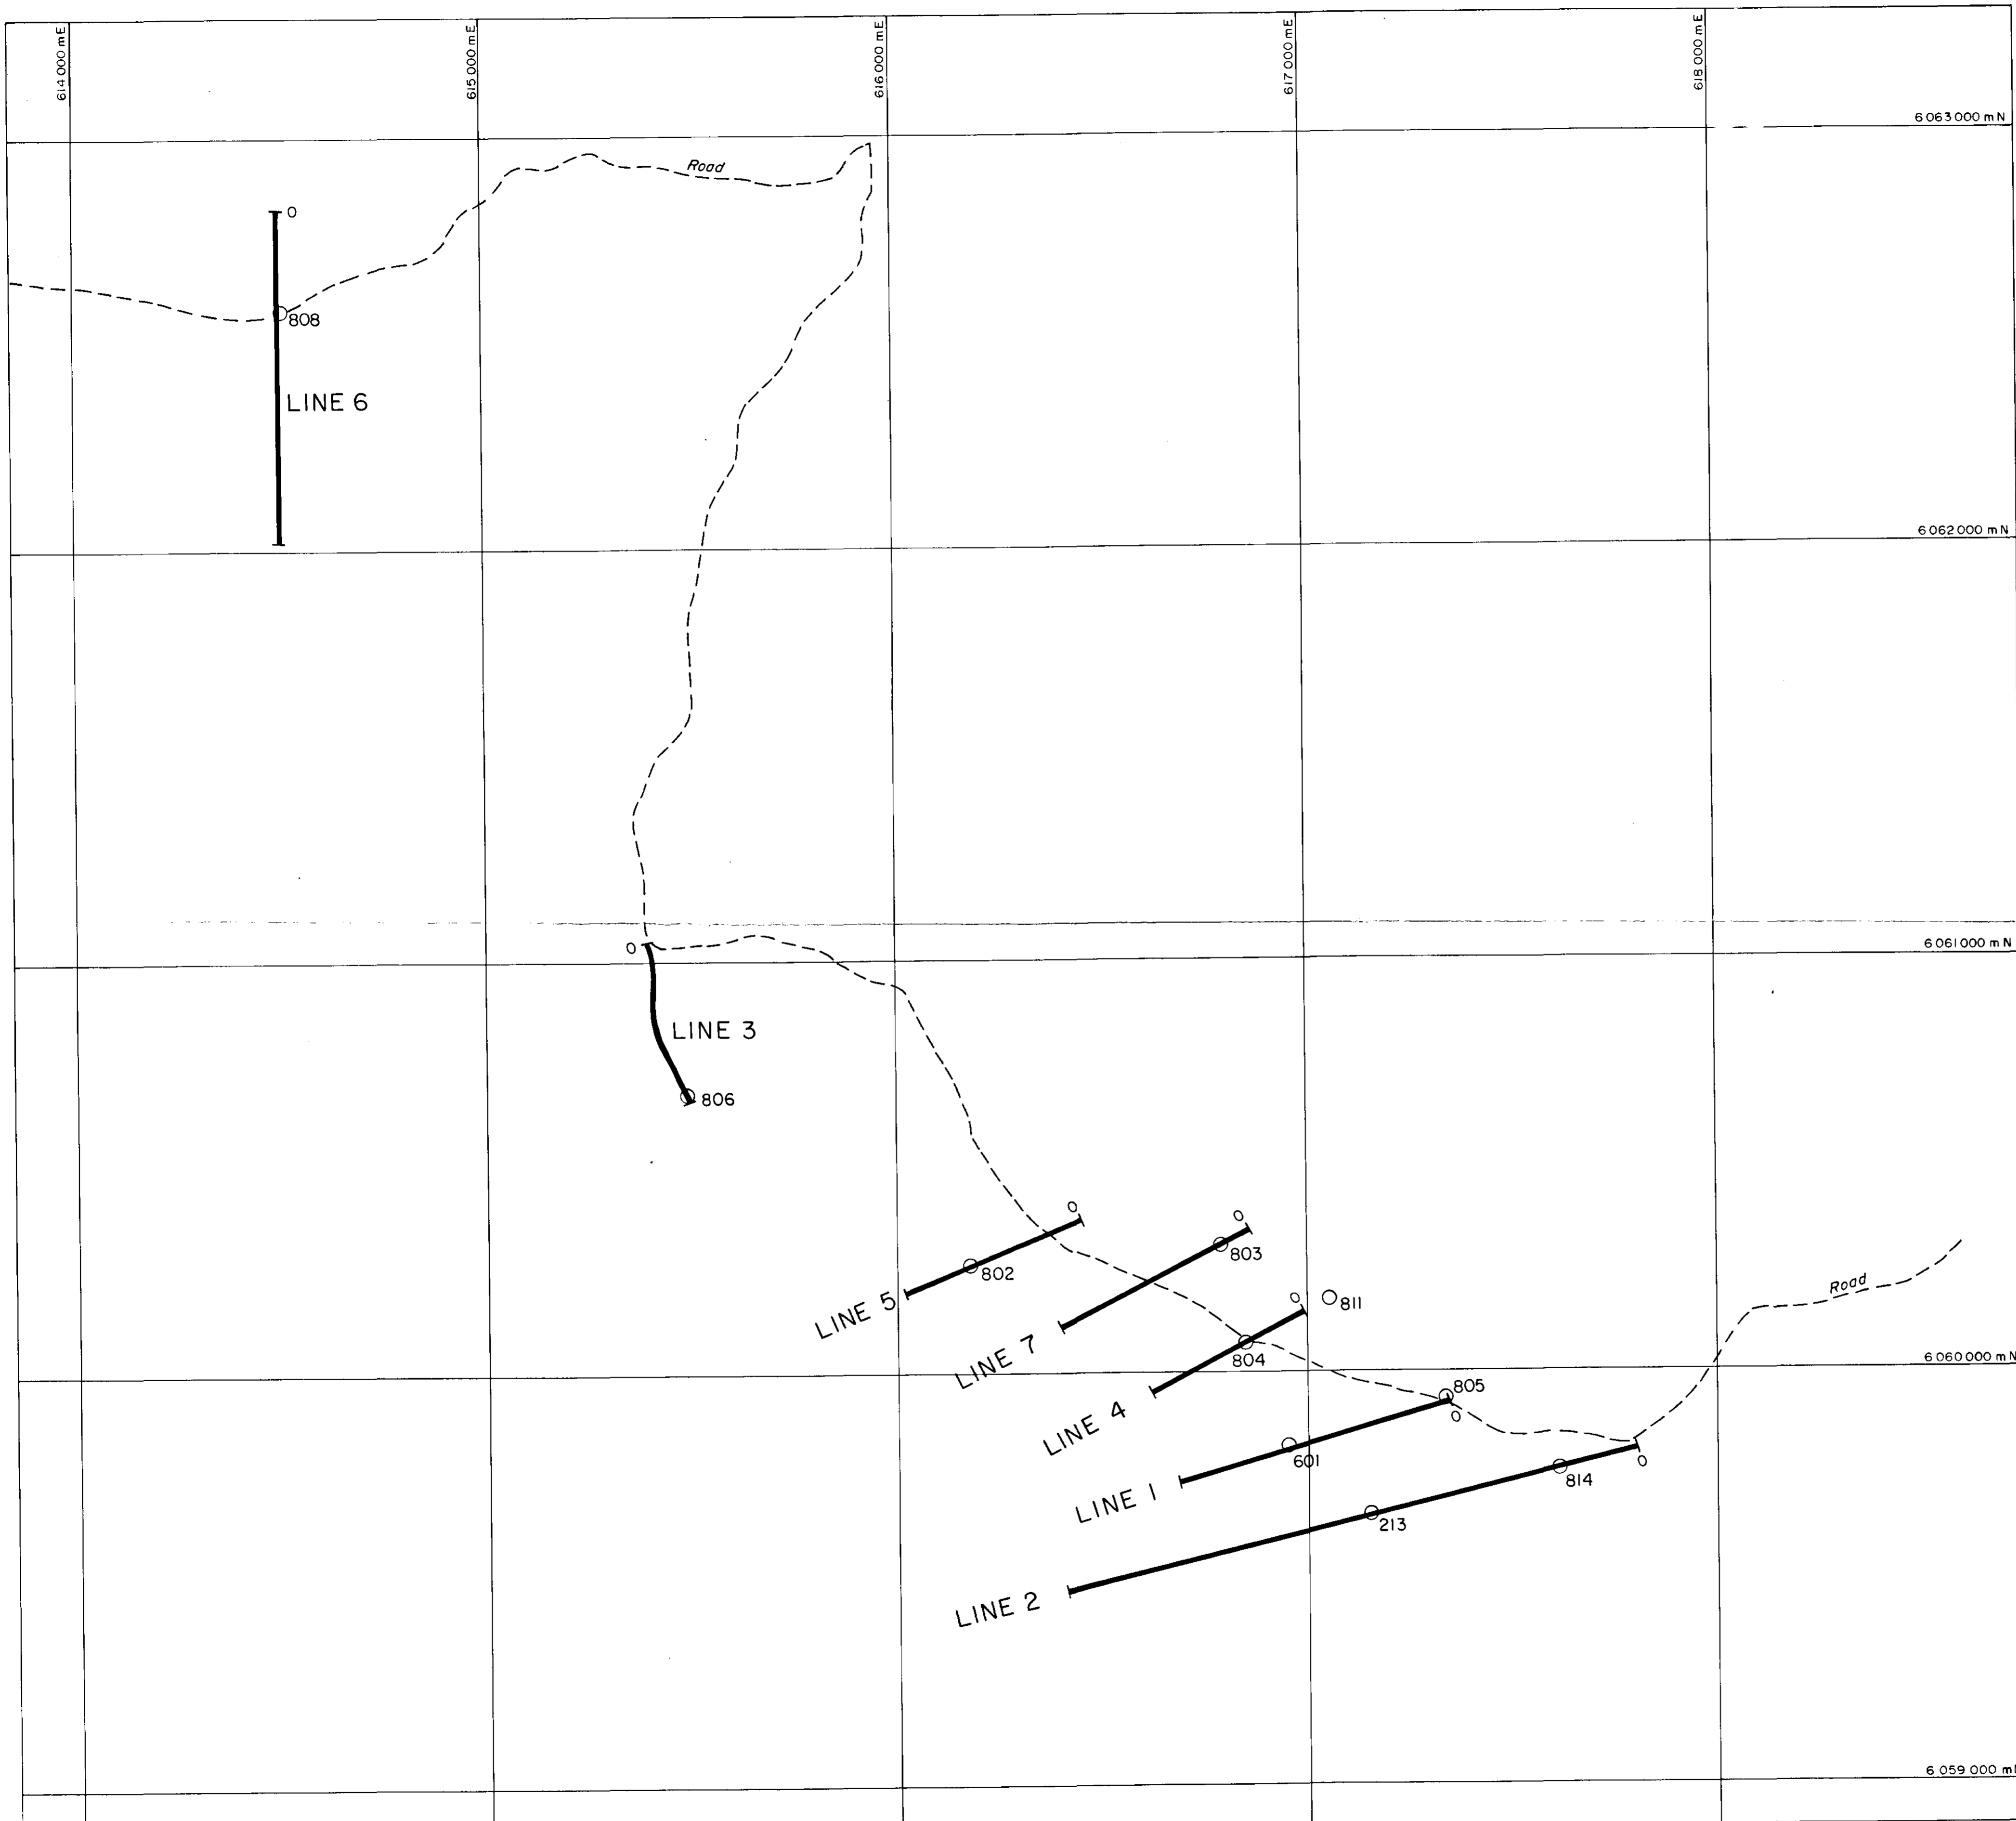 614 000 mE
615 000 mE
616 000 mE
617 000 mE
618 000 mE
6 063 000 mN
Road
0
808
LINE 6
6 062 000 mN
6 061 000 mN
0
LINE 3
806
0
0
803
802
Road
LINE 5
0
811
LINE 7
804
6 060 000 mN
805
LINE 4
0
601
0
814
LINE 1
213
LINE 2
6 059 000 m